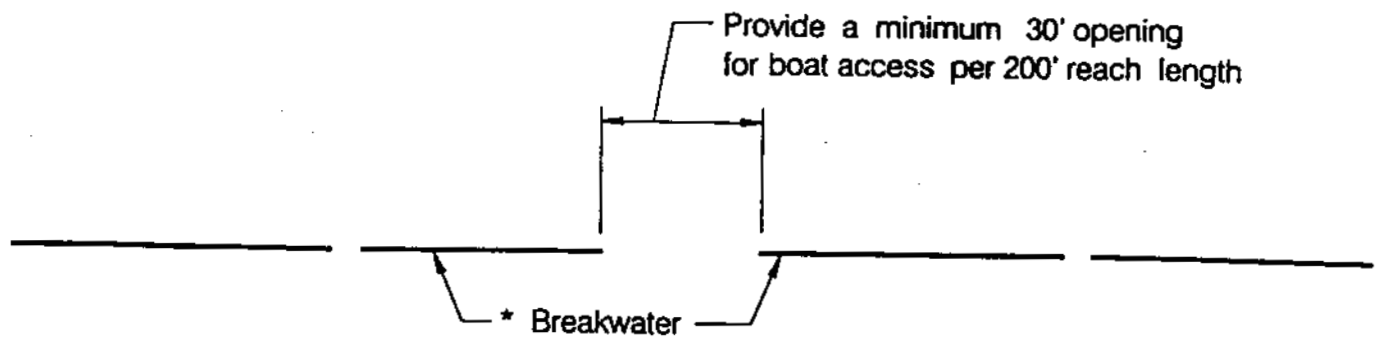 Provide a minimum 30' opening
for boat access per 200' reach length
* Breakwater